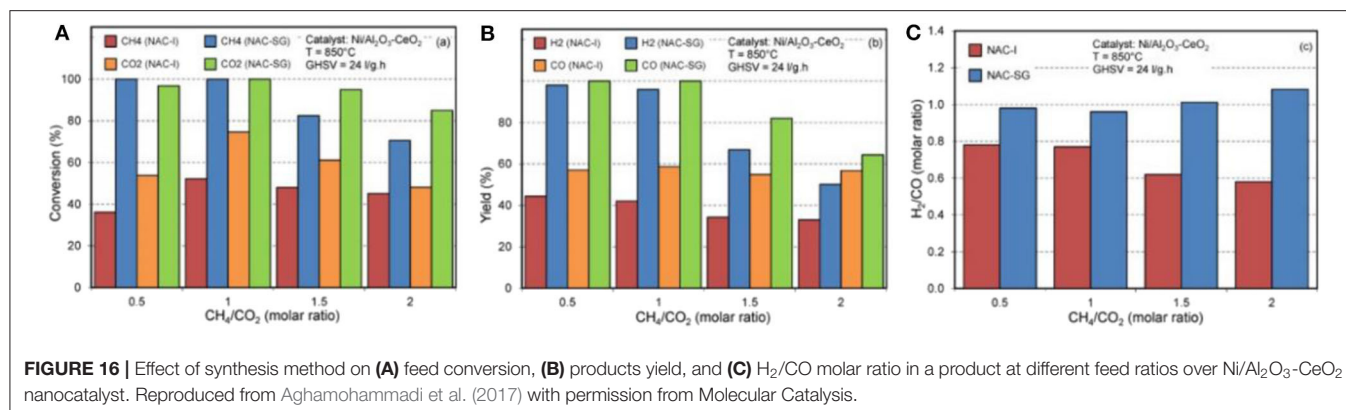 A
CH4 (NAC-I)
CH4 (NAC-SG)
CO2 (NAC-I)
CO2 (NAC-SG)
Catalyst: Ni/Al₂O₃-CeO₂
T = 850°C
GHSV = 24 l/g.h
(a)
Conversion (%)
100
80
60
40
20
0
0.5
1
1.5
2
CH₄/CO₂ (molar ratio)
B
H2 (NAC-I)
H2 (NAC-SG)
CO (NAC-I)
CO (NAC-SG)
Catalyst: Ni/Al₂O₃-CeO₂
T = 850°C
GHSV = 24 l/g.h
(b)
Yield (%)
80
60
40
80
0
0.5
1
1.5
2
CH₄/CO₂ (molar ratio)
C
NAC-I
NAC-SG
Catalyst: Ni/Al₂O₃-CeO₂
T = 850°C
GHSV = 24 l/g.h
(c)
H₂/CO (molar ratio)
1.4
1.2
1.0
0.8
0.6
0.4
0.2
0.0
0.5
1
1.5
2
CH₄/CO₂ (molar ratio)
FIGURE 16 | Effect of synthesis method on (A) feed conversion, (B) products yield, and (C) H₂/CO molar ratio in a product at different feed ratios over Ni/Al₂O₃-CeO₂
nanocatalyst. Reproduced from Aghamohammadi et al. (2017) with permission from Molecular Catalysis.